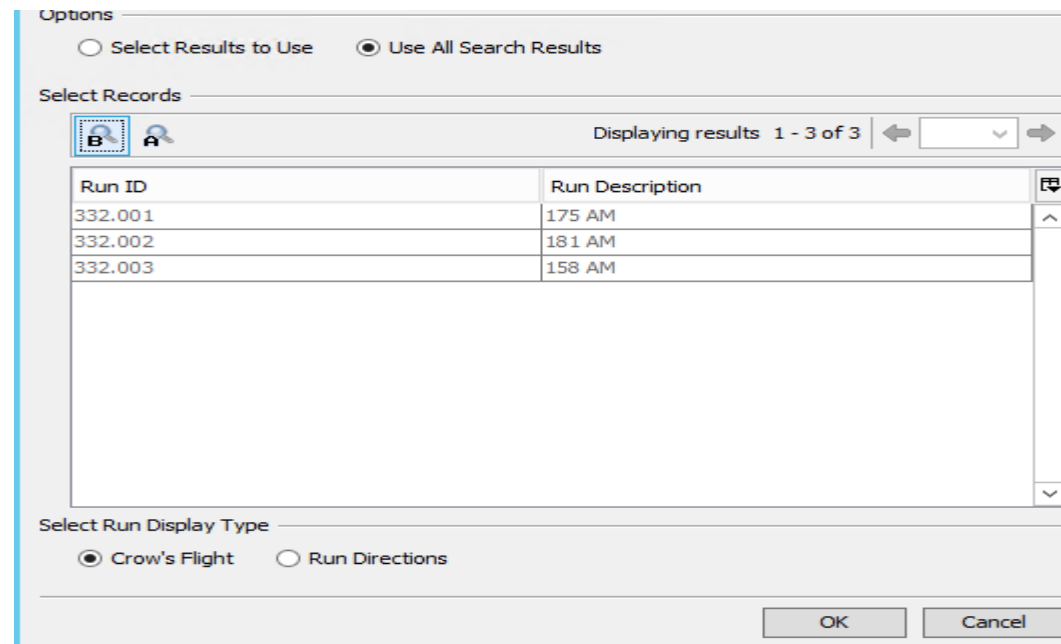 Options
Select Results to Use Use All Search Results
Select Records
B A Displaying results 1 - 3 of 3
Run ID Run Description
332.001 175 AM
332.002 181 AM
332.003 158 AM
Select Run Display Type
Crow's Flight Run Directions
OK Cancel